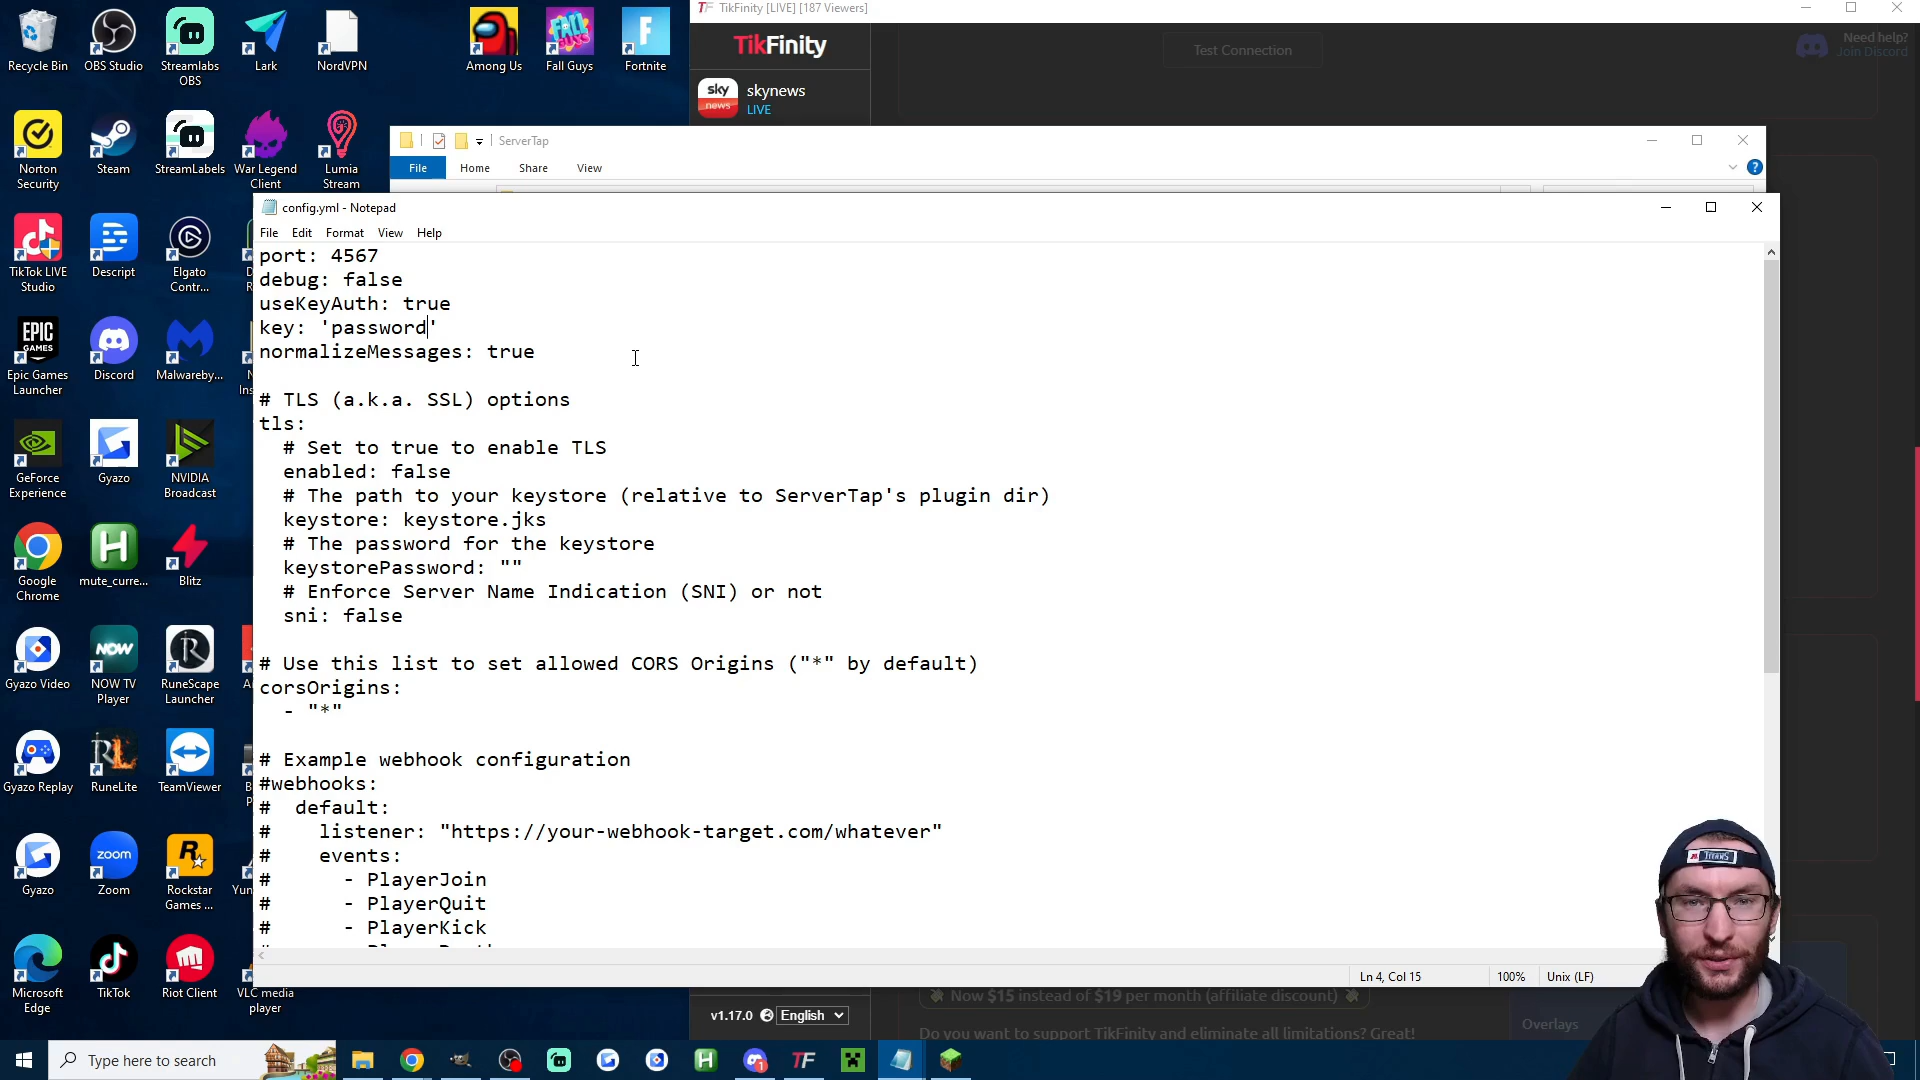 TikFinity [LIVE] [187 Viewers]
Recycle Bin
OBS Studio
Streamlabs OBS
Lark
NordVPN
Among Us
Fall Guys
Fortnite
TikFinity
Test Connection
Need help?
Join Discord
sky news
skynews
LIVE
ServerTap
File Home Share View
Norton Security
Steam
StreamLabels
War Legend Client
Lumia Stream
config.yml - Notepad
File Edit Format View Help
port: 4567
debug: false
useKeyAuth: true
key: 'password'
normalizeMessages: true
# TLS (a.k.a. SSL) options
tls:
# Set to true to enable TLS
enabled: false
# The path to your keystore (relative to ServerTap's plugin dir)
keystore: keystore.jks
# The password for the keystore
keystorePassword: ""
# Enforce Server Name Indication (SNI) or not
sni: false
# Use this list to set allowed CORS Origins ("*" by default)
corsOrigins:
- "*"
# Example webhook configuration
#webhooks:
# default:
# listener: "https://your-webhook-target.com/whatever"
# events:
# - PlayerJoin
# - PlayerQuit
# - PlayerKick
Ln 4, Col 15
100%
Unix (LF)
TikTok LIVE Studio
Descript
Elgato Contr...
EPIC GAMES
Epic Games Launcher
Discord
Malwareby...
GeForce Experience
Gyazo
NVIDIA Broadcast
Google Chrome
mute_curre...
Blitz
Gyazo Video
NOW
NOW TV Player
RuneScape Launcher
Gyazo Replay
RuneLite
TeamViewer
Gyazo
zoom
Zoom
Rockstar Games ...
Microsoft Edge
TikTok
Riot Client
VLC media player
Now $15 instead of $19 per month (affiliate discount)
v1.17.0 English
Do you want to support TikFinity and eliminate all limitations? Great!
Overlays
TITANS
Type here to search